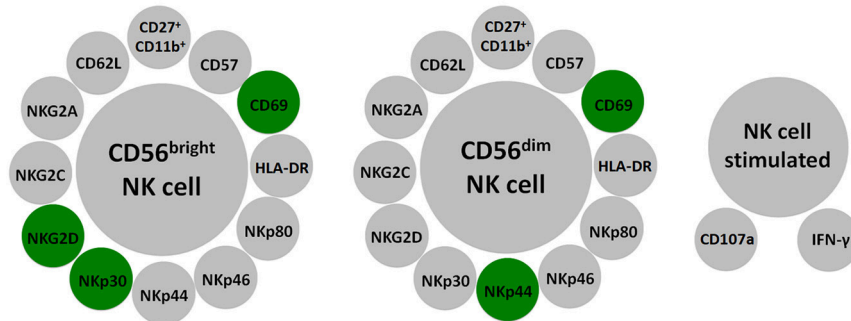 CD27⁺
CD11b⁺
CD62L
CD57
NKG2A
CD69
CD56ᵇʳⁱᵍʰᵗ
NK cell
NKG2C
HLA-DR
NKG2D
NKp80
NKp30
NKp46
NKp44
CD27⁺
CD11b⁺
CD62L
CD57
NKG2A
CD69
CD56ᵈⁱᵐ
NK cell
NKG2C
HLA-DR
NKG2D
NKp80
NKp30
NKp46
NKp44
NK cell
stimulated
CD107a
IFN-γ